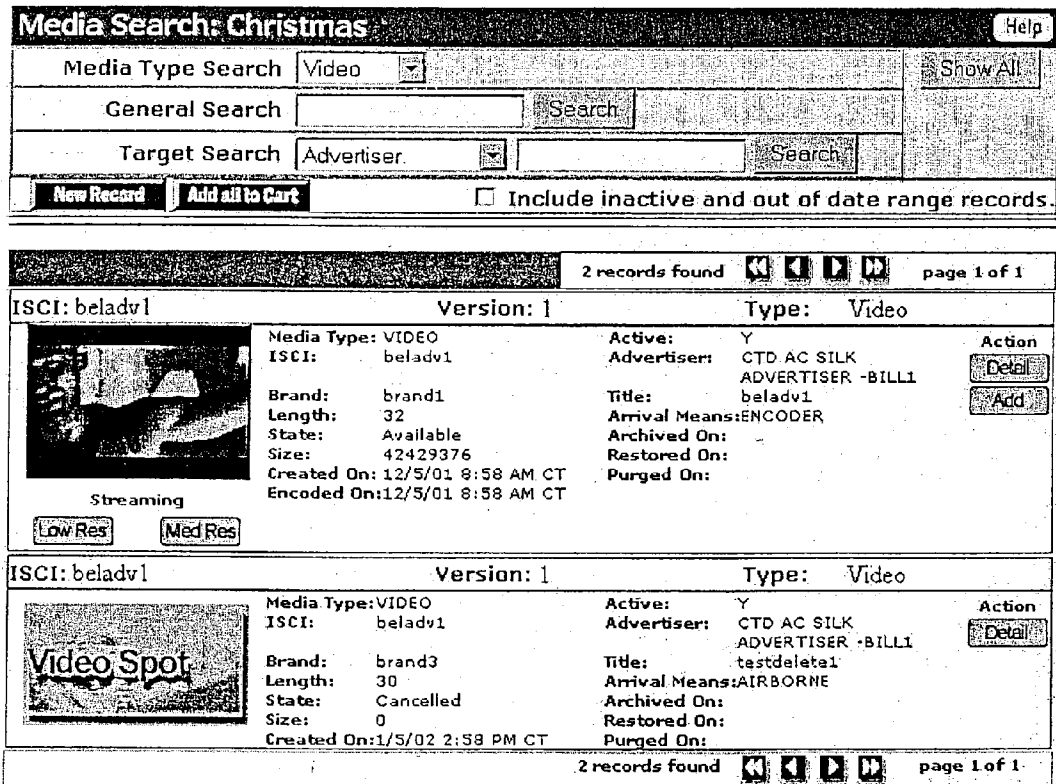 Media Search: Christmas
Help
Media Type Search Video Show All
General Search Search
Target Search Advertiser. Search
New Record Add all to Cart Include inactive and out of date range records.
2 records found page 1 of 1
ISCI: beladv1 Version: 1 Type: Video
Media Type: VIDEO Active: Y Action
ISCI: beladv1 Advertiser: CTD AC SILK Detail
ADVERTISER -BILL1
Brand: brand1 Title: beladv1 Add
Length: 32 Arrival Means:ENCODER
State: Available Archived On:
Size: 42429376 Restored On:
Created On: 12/5/01 8:58 AM CT Purged On:
Encoded On:12/5/01 8:58 AM CT
Streaming
Low Res Med Res
ISCI: beladv1 Version: 1 Type: Video
Media Type:VIDEO Active: Y Action
ISCI: beladv1 Advertiser: CTD AC SILK Detail
ADVERTISER -BILL1
Video Spot
Brand: brand3 Title: testdelete1
Length: 30 Arrival Means:AIRBORNE
State: Cancelled Archived On:
Size: 0 Restored On:
Created On:1/5/02 2:58 PM CT Purged On:
2 records found page 1 of 1